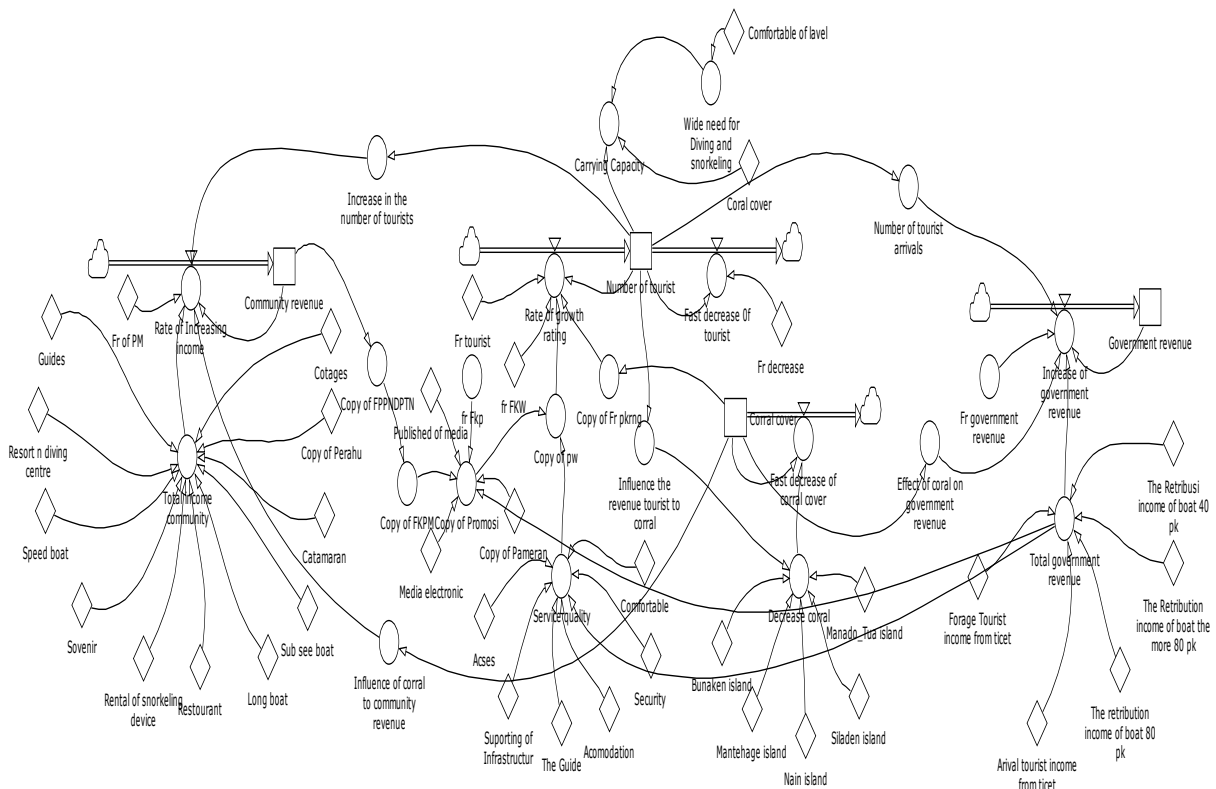 Comfortable of lavel
Wide need for
Diving and
snorkeling
Carrying Capacity
Coral cover
Increase in the
number of tourists
Number of tourist
arrivals
Community revenue
Number of tourist
Fr of PM
Rate of Increasing
income
Guides
Cotages
Fr tourist
Rate of growth
rating
Fast decrease 0f
tourist
Fr decrease
Government revenue
Increase of
government
revenue
Fr government
revenue
Copy of FPPNDPTN
Published of media
fr Fkp
fr FKW
Copy of Fr pkrng
Corral cover
Resort n diving
centre
Copy of Perahu
Copy of pw
Influence the
revenue tourist to
corral
Fast decrease of
corral cover
Effect of coral on
government
revenue
The Retribusi
income of boat 40
pk
Total income
community
Copy of FKPM
Copy of Promosi
Copy of Pameran
Speed boat
Catamaran
Media electronic
Total government
revenue
Service quality
Comfortable
Decrease corral
Manado_Tua island
Forage Tourist
income from ticet
The Retribution
income of boat the
more 80 pk
Sovenir
Sub see boat
Acses
Rental of snorkeling
device
Restourant
Long boat
Influence of corral
to community
revenue
Security
Bunaken island
Suporting of
Infrastructur
The Guide
Acomodation
Mantehage island
Nain island
Siladen island
The retribution
income of boat 80
pk
Arival tourist income
from ticet